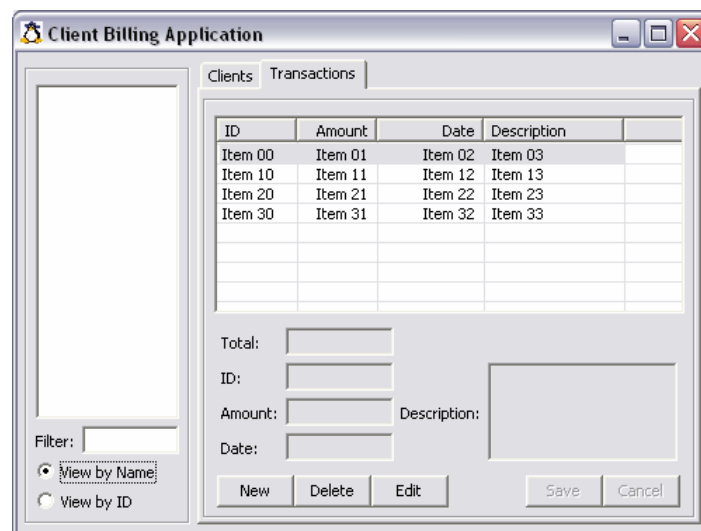 Client Billing Application
Clients Transactions
ID Amount Date Description
Item 00 Item 01 Item 02 Item 03
Item 10 Item 11 Item 12 Item 13
Item 20 Item 21 Item 22 Item 23
Item 30 Item 31 Item 32 Item 33
Total:
ID:
Amount: Description:
Date:
Filter:
View by Name
View by ID
New Delete Edit Save Cancel